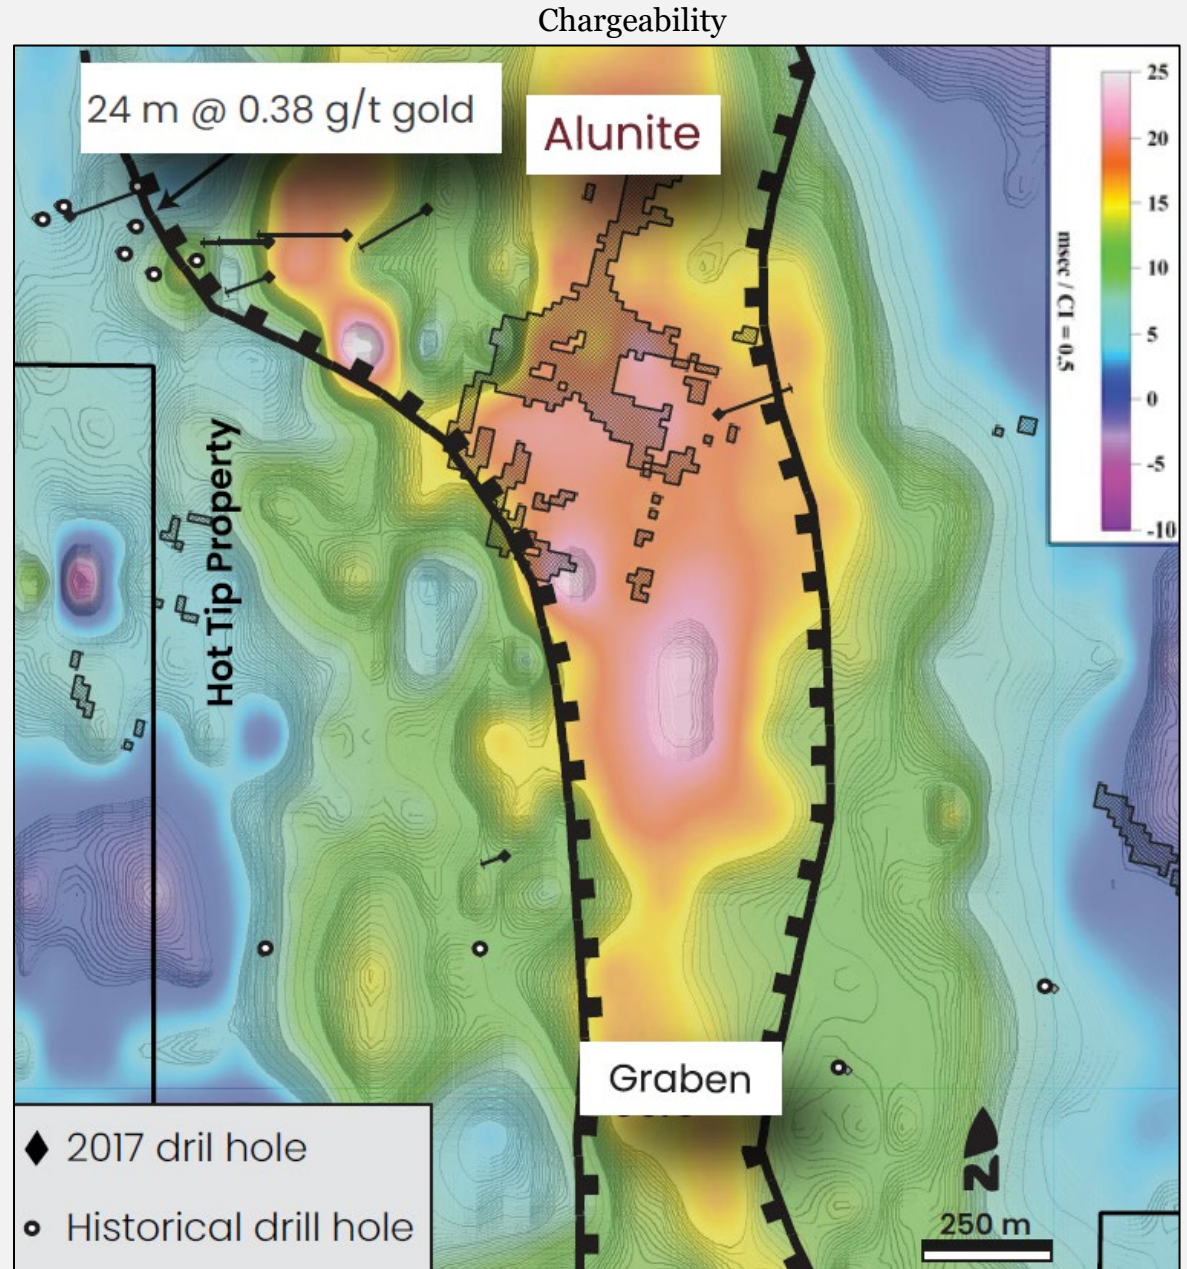 Chargeability
24 m @ 0.38 g/t gold
Alunite
25
20
15
10
5
0
-5
-10
msec / CI = 0.5
Hot Tip Property
Graben
N
250 m
2017 dril hole
Historical drill hole